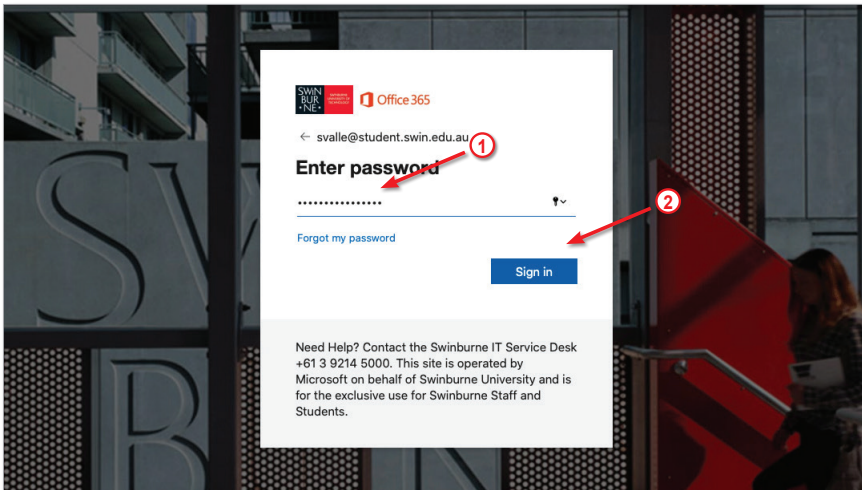 SWIN
BUR
•NE•
Office 365
← svalle@student.swin.edu.au
1
Enter password
••••••••••••••••
2
Forgot my password
Sign in
Need Help? Contact the Swinburne IT Service Desk
+61 3 9214 5000. This site is operated by
Microsoft on behalf of Swinburne University and is
for the exclusive use for Swinburne Staff and
Students.
SW
B
N